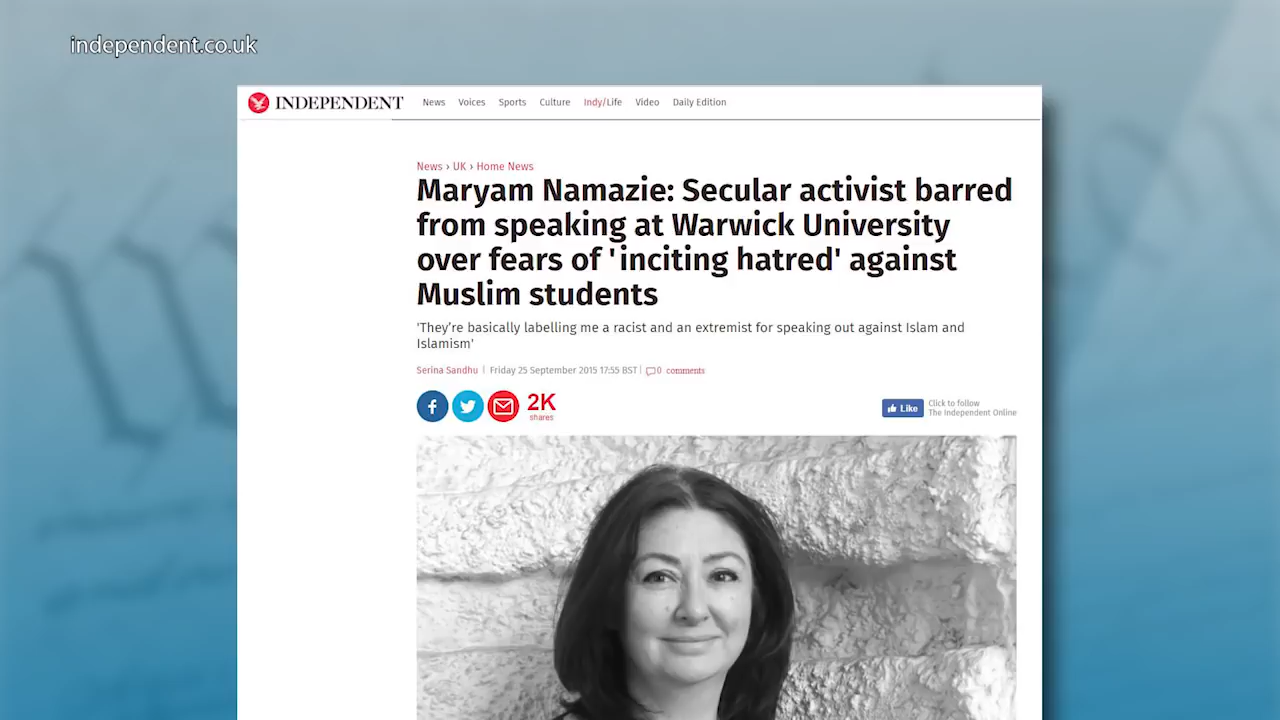 independent.co.uk
INDEPENDENT News Voices Sports Culture Indy/Life Video Daily Edition
News › UK › Home News
Maryam Namazie: Secular activist barred
from speaking at Warwick University
over fears of 'inciting hatred' against
Muslim students
'They're basically labelling me a racist and an extremist for speaking out against Islam and
Islamism'
Serina Sandhu | Friday 25 September 2015 17:55 BST | 0 comments
2K
shares
Like
Click to follow
The Independent Online